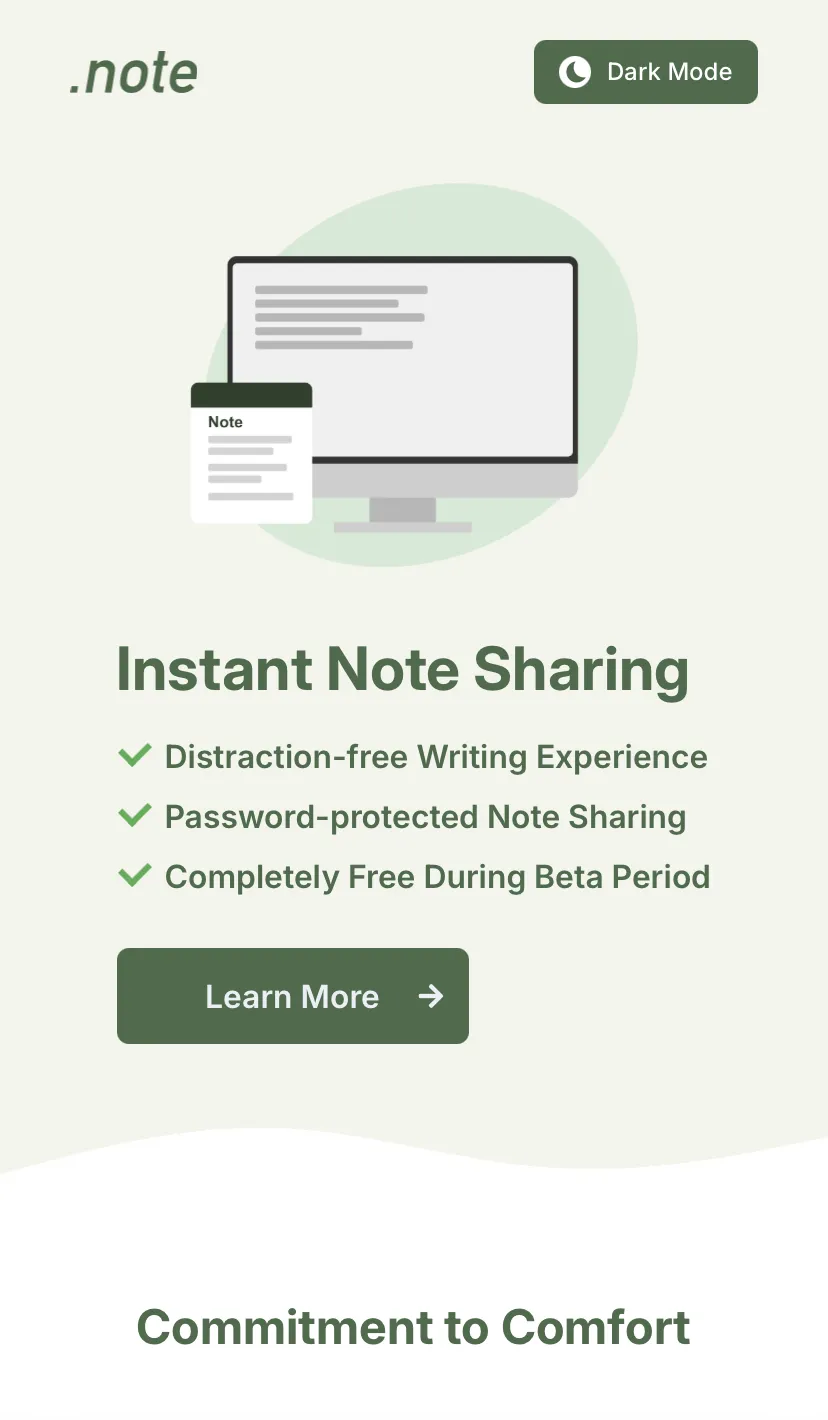 .note
Dark Mode
Note
Instant Note Sharing
Distraction-free Writing Experience
Password-protected Note Sharing
Completely Free During Beta Period
Learn More
Commitment to Comfort